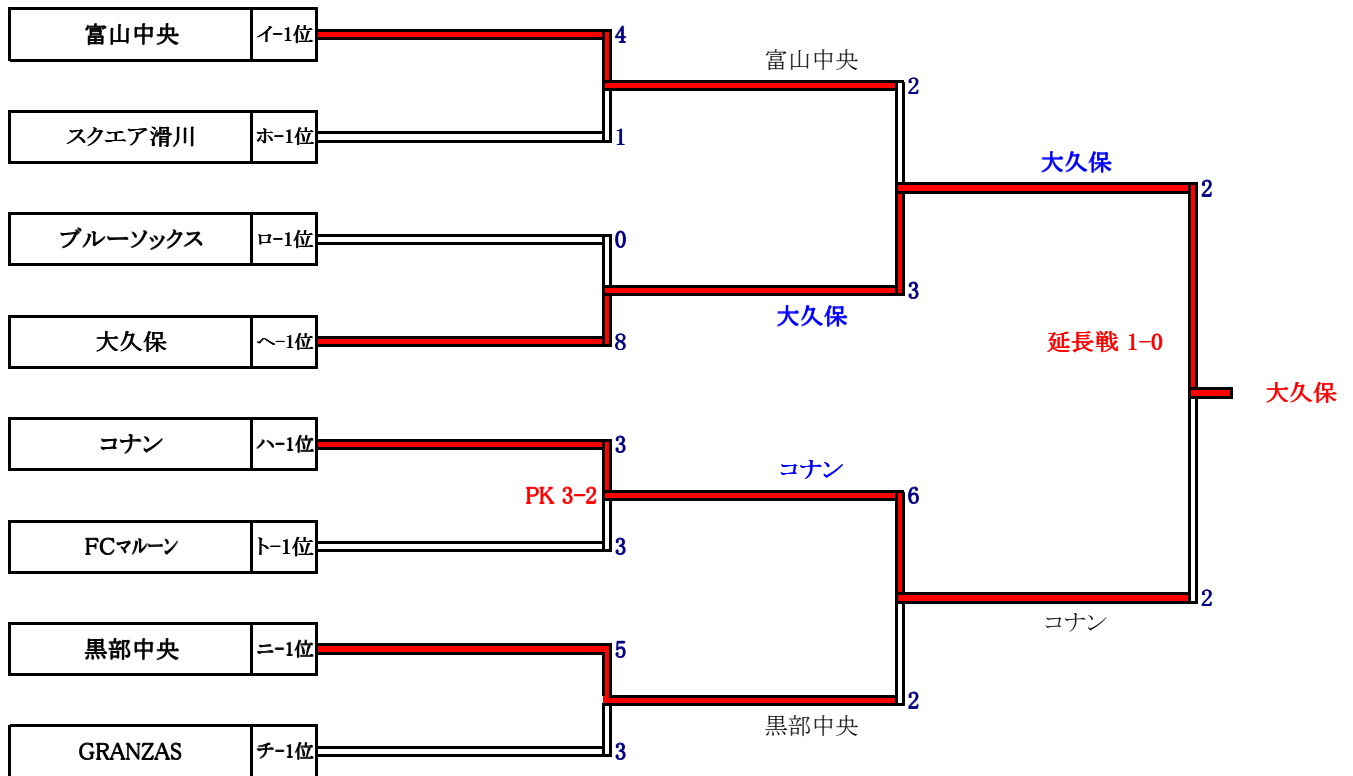 富山中央 イ-1位 4
富山中央 2
スクエア滑川 ホ-1位 1
大久保 2
ブルーソックス ロ-1位 0
3
大久保
大久保 ヘ-1位 8
延長戦 1-0
大久保
コナン ハ-1位 3
コナン
PK 3-2 6
FCマルーン ト-1位 3
2
コナン
黒部中央 ニ-1位 5
2
黒部中央
GRANZAS チ-1位 3